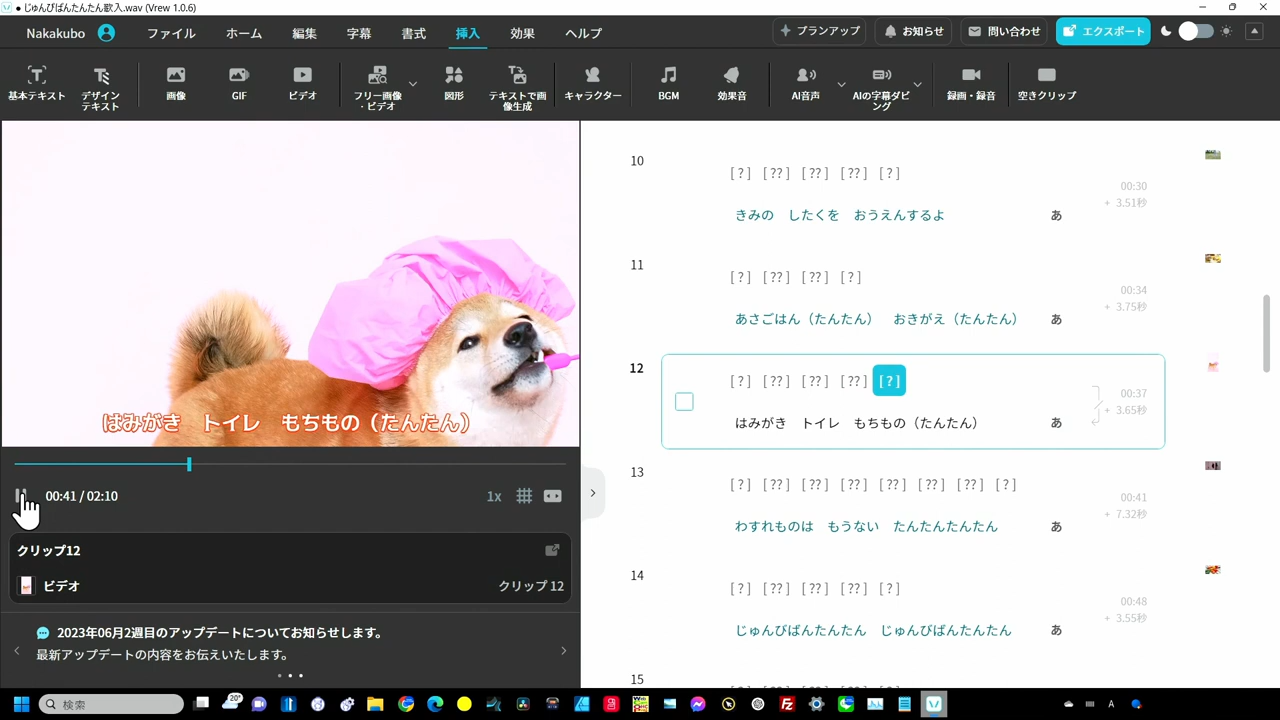 ● じゅんびばんたんたん歌入.wav (Vrew 1.0.6)
Nakakubo ファイル ホーム 編集 字幕 書式 挿入 効果 ヘルプ プランアップ お知らせ 問い合わせ エクスポート
基本テキスト デザインテキスト 画像 GIF ビデオ フリー画像・ビデオ 図形 テキストで画像生成 キャラクター BGM 効果音 AI音声 AIの字幕ダビング 録画・録音 空きクリップ
はみがき トイレ もちもの（たんたん）
00:41 / 02:10 1x
クリップ12
ビデオ クリップ 12
2023年06月2週目のアップデートについてお知らせします。
最新アップデートの内容をお伝えいたします。
10
[ ? ] [ ?? ] [ ?? ] [ ?? ] [ ? ]
00:30
+ 3.51秒
きみの したくを おうえんするよ あ
11
[ ? ] [ ?? ] [ ?? ] [ ? ]
00:34
+ 3.75秒
あさごはん（たんたん） おきがえ（たんたん） あ
12
[ ? ] [ ?? ] [ ?? ] [ ?? ] [ ? ]
00:37
+ 3.65秒
はみがき トイレ もちもの（たんたん） あ
13
[ ? ] [ ?? ] [ ?? ] [ ?? ] [ ?? ] [ ?? ] [ ? ]
00:41
+ 7.32秒
わすれものは もうない たんたんたんたん あ
14
[ ? ] [ ?? ] [ ?? ] [ ?? ] [ ? ]
00:48
+ 3.55秒
じゅんびばんたんたん じゅんびばんたんたん あ
15
検索 20° A